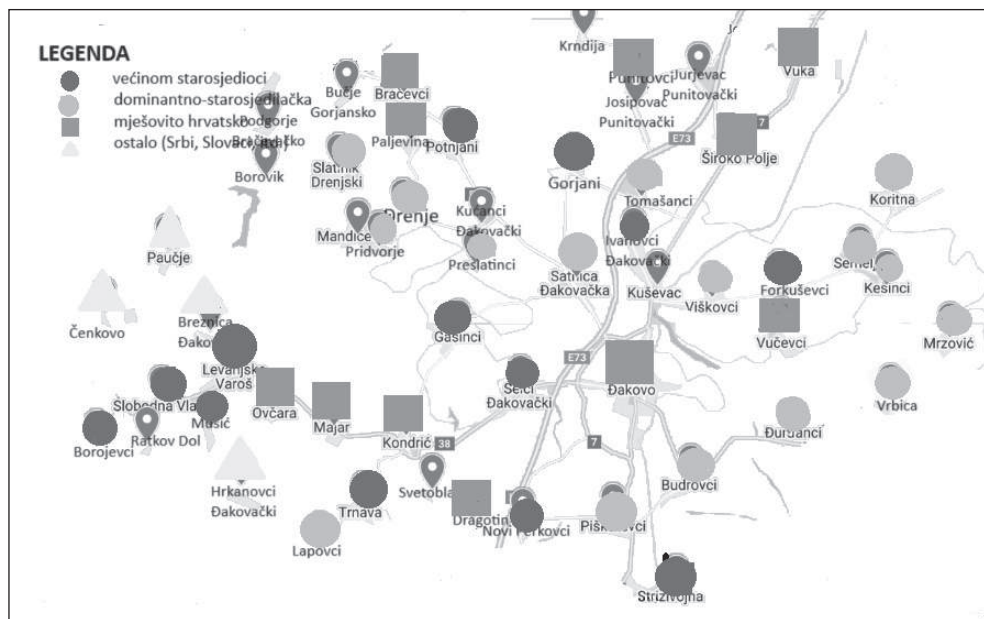 LEGENDA
većinom starosjedioci
dominantno-starosjedilačka
mješovito hrvatsko
ostalo (Srbi, Slovaci, itd)
Krndija
Punitovci
Jurjevac
Punitovački
Josipovac
Punitovački
Vuka
Bučje
Gorjansko
Bračevci
Podgorje
Bračevačko
Paljevina
Potnjani
Borovik
Slatinik
Drenjski
Gorjani
E73
7
Široko Polje
Tomašanci
Koritna
Drenje
Kućanci
Đakovački
Mandićevac
Pridvorje
Preslatinci
Ivanovci
Đakovački
Satnica
Đakovačka
Kuševac
Viškovci
Forkuševci
Semeljci
Kešinci
Paučje
Čenkovo
Breznica
Đakovačka
Gašinci
Vučevci
Mrzović
Levanjska
Varoš
E73
Đakovo
Selci
Đakovački
Slobodna Vlast
Musić
Ovčara
Majar
Kondrić
38
7
Vrbica
Đurđanci
Borojevci
Ratkov Dol
Hrkanovci
Đakovački
Svetoblažje
Budrovci
Trnava
Dragotin
Novi Perkovci
Piškorevci
Lapovci
Strizivojna